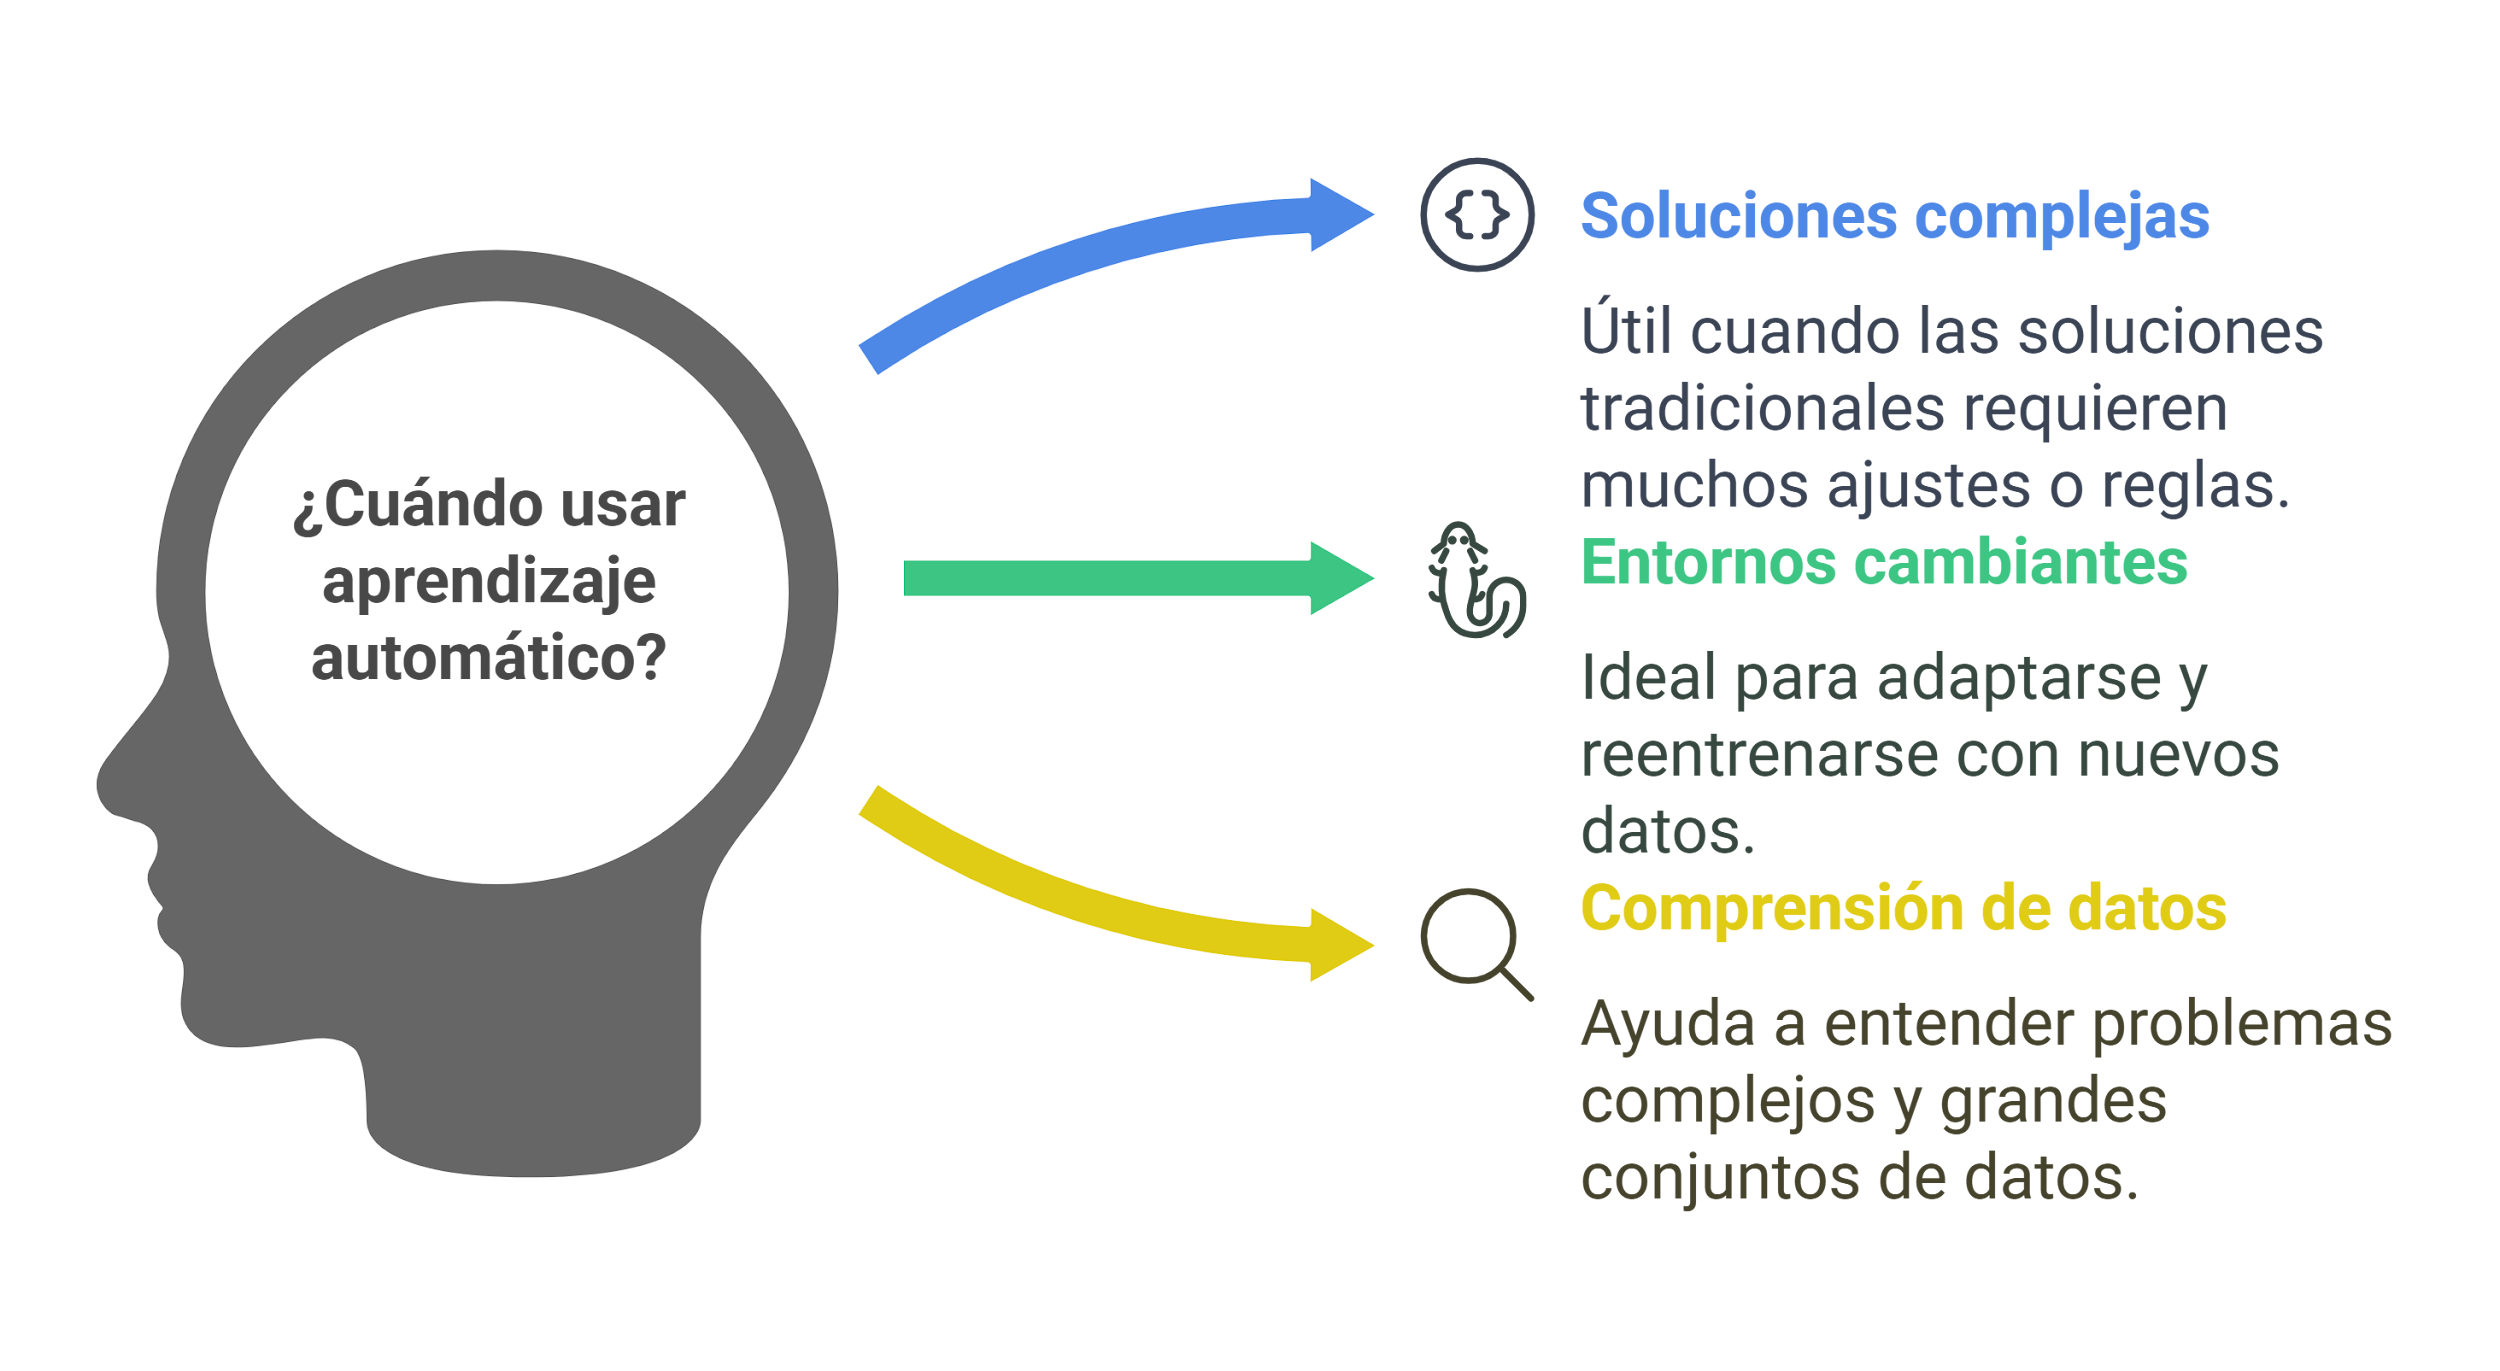 ¿Cuándo usar
aprendizaje
automático?
Soluciones complejas
Útil cuando las soluciones
tradicionales requieren
muchos ajustes o reglas.
Entornos cambiantes
Ideal para adaptarse y
reentrenarse con nuevos
datos.
Comprensión de datos
Ayuda a entender problemas
complejos y grandes
conjuntos de datos.